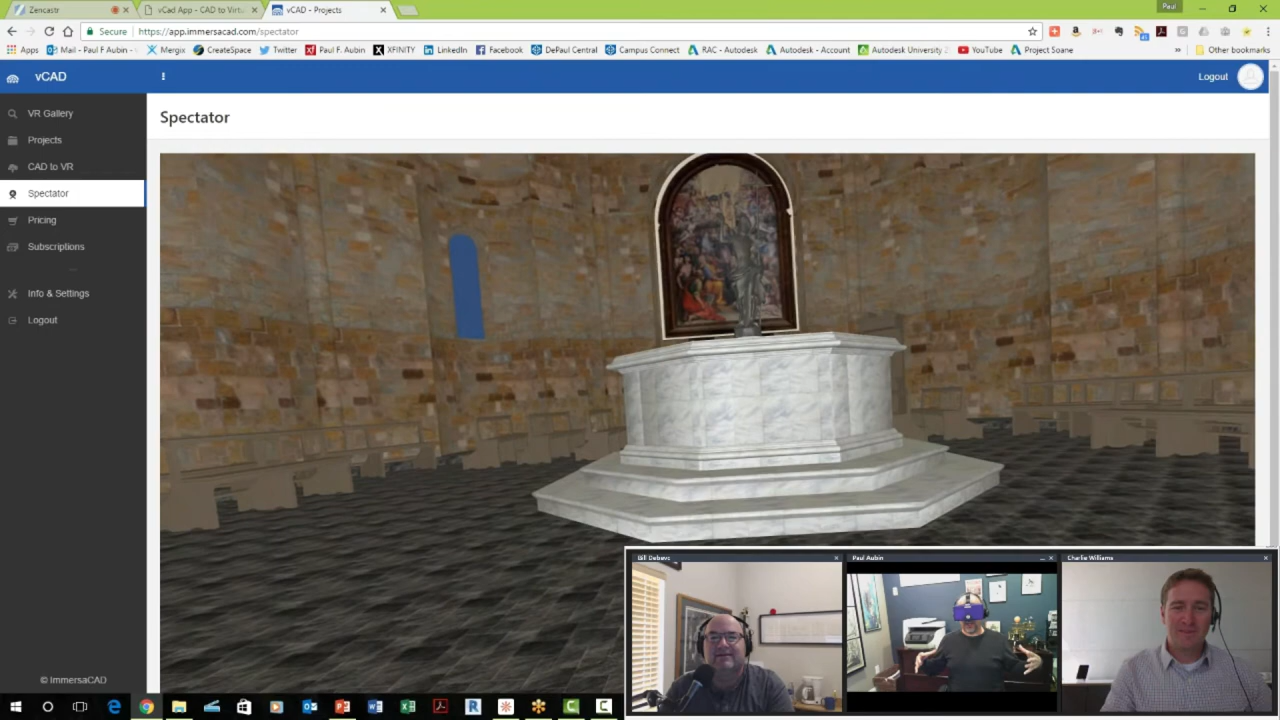 Zencastr
vCad App - CAD to Virtu
vCAD - Projects
Paul
Secure
https://app.immersacad.com/spectator
Apps
Mail - Paul F Aubin -
Mergix
CreateSpace
Twitter
Paul F. Aubin
XFINITY
LinkedIn
Facebook
DePaul Central
Campus Connect
RAC - Autodesk
Autodesk - Account
Autodesk University
YouTube
Project Soane
»
Other bookmarks
vCAD
Logout
VR Gallery
Projects
CAD to VR
Spectator
Pricing
Subscriptions
Info & Settings
Logout
Spectator
Paul Aubin
Charlie Williams
© ImmersaCAD